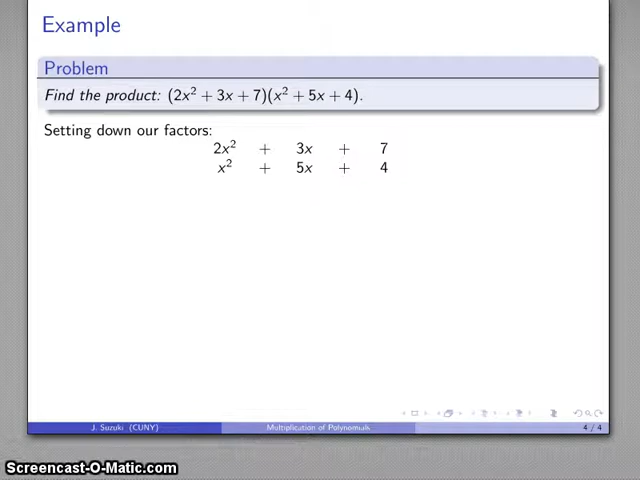 Example
Problem
Find the product: (2x² + 3x + 7)(x² + 5x + 4).
Setting down our factors:
2x² + 3x + 7
x² + 5x + 4
J. Suzuki (CUNY) Multiplication of Polynomials 4 / 4
Screencast-O-Matic.com